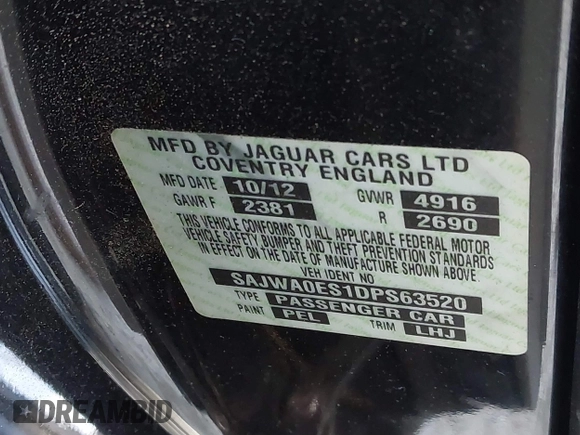 MFD BY JAGUAR CARS LTD
COVENTRY ENGLAND
MFD DATE 10/12 GVWR 4916
GAWR F 2381 R 2690
THIS VEHICLE CONFORMS TO ALL APPLICABLE FEDERAL MOTOR
VEHICLE SAFETY BUMPER AND THEFT PREVENTION STANDARDS
IN EFFECT ON THE DATE OF MANUFACTURE SHOWN ABOVE.
VEH IDENT NO
SAJWA0ES1DPS63520
TYPE PASSENGER CAR
PAINT PEL TRIM LHJ
DREAMBID